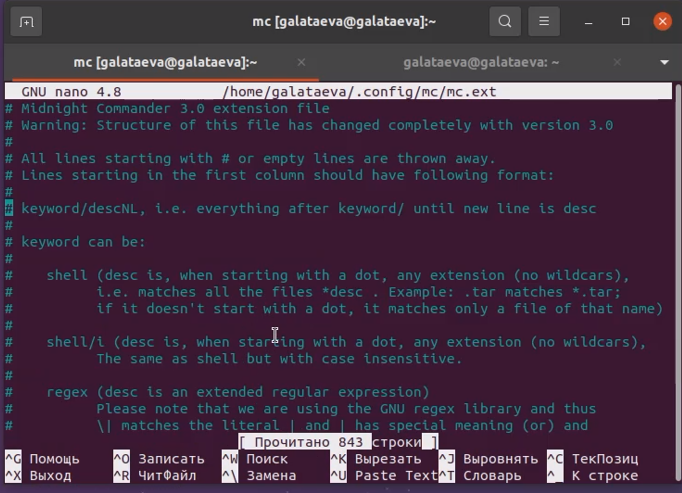 mc [galataeva@galataeva]:~
mc [galataeva@galataeva]:~ galataeva@galataeva: ~
GNU nano 4.8 /home/galataeva/.config/mc/mc.ext
# Midnight Commander 3.0 extension file
# Warning: Structure of this file has changed completely with version 3.0
#
# All lines starting with # or empty lines are thrown away.
# Lines starting in the first column should have following format:
#
# keyword/descNL, i.e. everything after keyword/ until new line is desc
#
# keyword can be:
#
# shell (desc is, when starting with a dot, any extension (no wildcars),
# i.e. matches all the files *desc . Example: .tar matches *.tar;
# if it doesn't start with a dot, it matches only a file of that name)
#
# shell/i (desc is, when starting with a dot, any extension (no wildcars),
# The same as shell but with case insensitive.
#
# regex (desc is an extended regular expression)
# Please note that we are using the GNU regex library and thus
# \| matches the literal | and | has special meaning (or) and
[ Прочитано 843 строки ]
^G Помощь ^O Записать ^W Поиск ^K Вырезать ^J Выровнять ^C ТекПозиц
^X Выход ^R ЧитФайл ^\ Замена ^U Paste Text ^T Словарь ^_ К строке